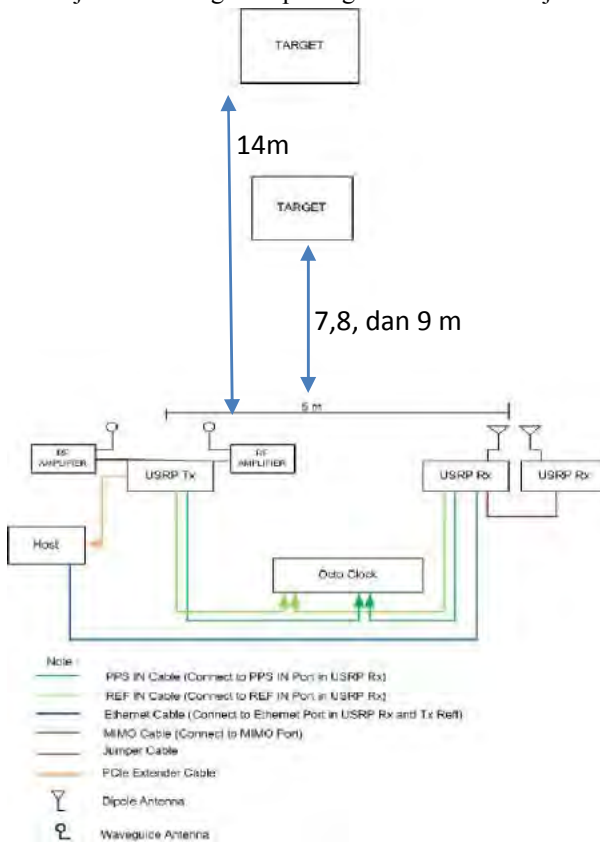 TARGET
14m
TARGET
7,8, dan 9 m
5 m
RF
AMPLIFIER
RF
AMPLIFIER
USRP Tx
USRP Rx
USRP Rx
Host
Octo Clock
Note :
PPS IN Cable (Connect to PPS IN Port in USRP Rx)
REF IN Cable (Connect to REF IN Port in USRP Rx)
Ethernet Cable (Connect to Ethernet Port in USRP Rx and Tx Reff)
MIMO Cable (Connect to MIMO Port)
Jumper Cable
PCIe Extender Cable
Dipole Antenna
Waveguide Antenna